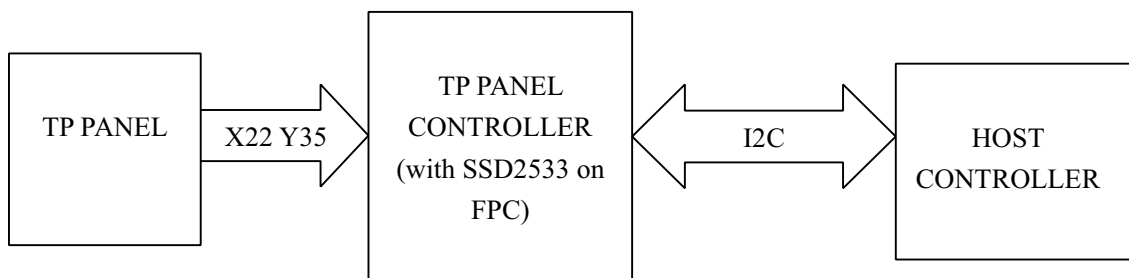 TP PANEL
X22 Y35
TP PANEL
CONTROLLER
(with SSD2533 on
FPC)
I2C
HOST
CONTROLLER